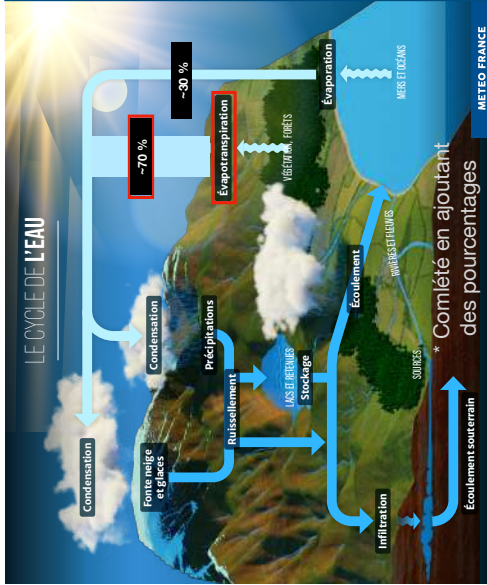 LE CYCLE DE L'EAU
Condensation
Condensation
~70 %
~30 %
Fonte neige
et glaces
Précipitations
Évapotranspiration
Ruissellement
VÉGÉTATION, FORÊTS
LACS ET RETENUES
Stockage
Évaporation
Écoulement
MERS ET OCÉANS
Infiltration
RIVIÈRES ET FLEUVES
SOURCES
Écoulement souterrain
* Comlété en ajoutant
des pourcentages
METEO FRANCE